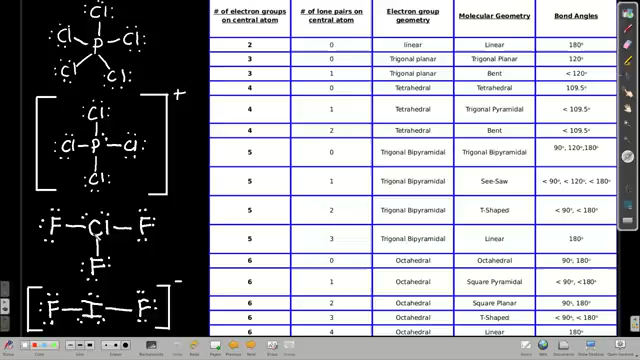 # of electron groups on central atom | # of lone pairs on central atom | Electron group geometry | Molecular Geometry | Bond Angles
2 | 0 | linear | Linear | 180°
3 | 0 | Trigonal planar | Trigonal Planar | 120°
3 | 1 | Trigonal planar | Bent | < 120°
4 | 0 | Tetrahedral | Tetrahedral | 109.5°
4 | 1 | Tetrahedral | Trigonal Pyramidal | < 109.5°
4 | 2 | Tetrahedral | Bent | < 109.5°
5 | 0 | Trigonal Bipyramidal | Trigonal Bipyramidal | 90°, 120°,180°
5 | 1 | Trigonal Bipyramidal | See-Saw | < 90°, < 120°, < 180°
5 | 2 | Trigonal Bipyramidal | T-Shaped | < 90°, < 180°
5 | 3 | Trigonal Bipyramidal | Linear | 180°
6 | 0 | Octahedral | Octahedral | 90°, 180°
6 | 1 | Octahedral | Square Pyramidal | < 90°, <180°
6 | 2 | Octahedral | Square Planar | 90°, 180°
6 | 3 | Octahedral | T-Shaped | < 90°, < 180°
6 | 4 | Octahedral | Linear | 180°
Cl
Cl P Cl
Cl Cl
+
Cl
Cl P Cl
Cl
F Cl F
F
-
F I F